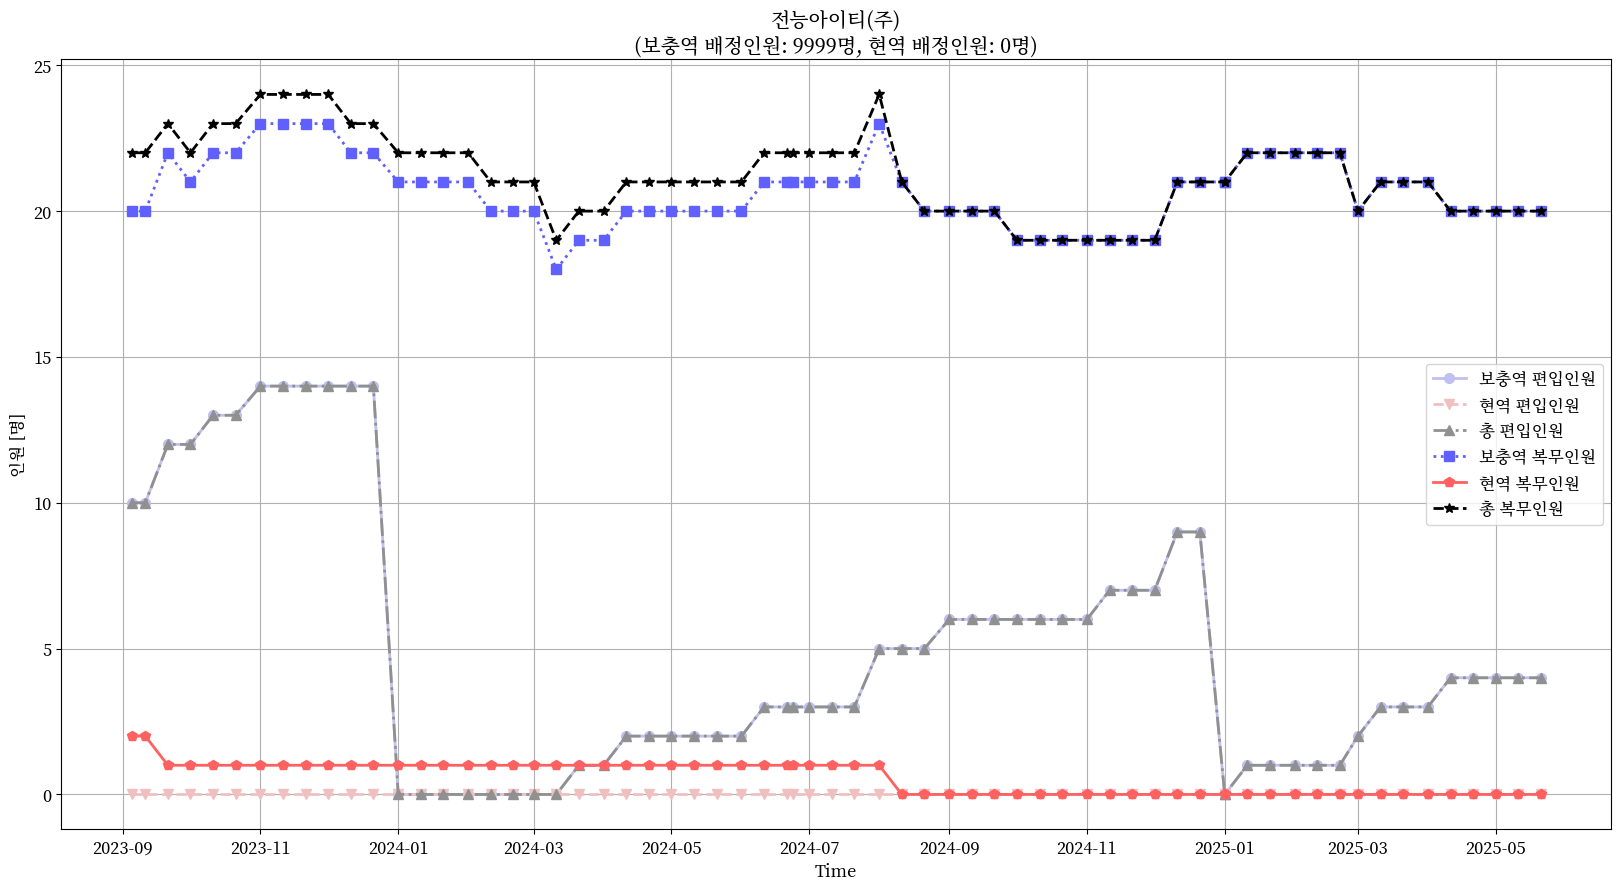 전능아이티(주)
(보충역 배정인원: 9999명, 현역 배정인원: 0명)
인원 [명]
25
20
15
10
5
0
보충역 편입인원
현역 편입인원
총 편입인원
보충역 복무인원
현역 복무인원
총 복무인원
2023-09
2023-11
2024-01
2024-03
2024-05
2024-07
2024-09
2024-11
2025-01
2025-03
2025-05
Time